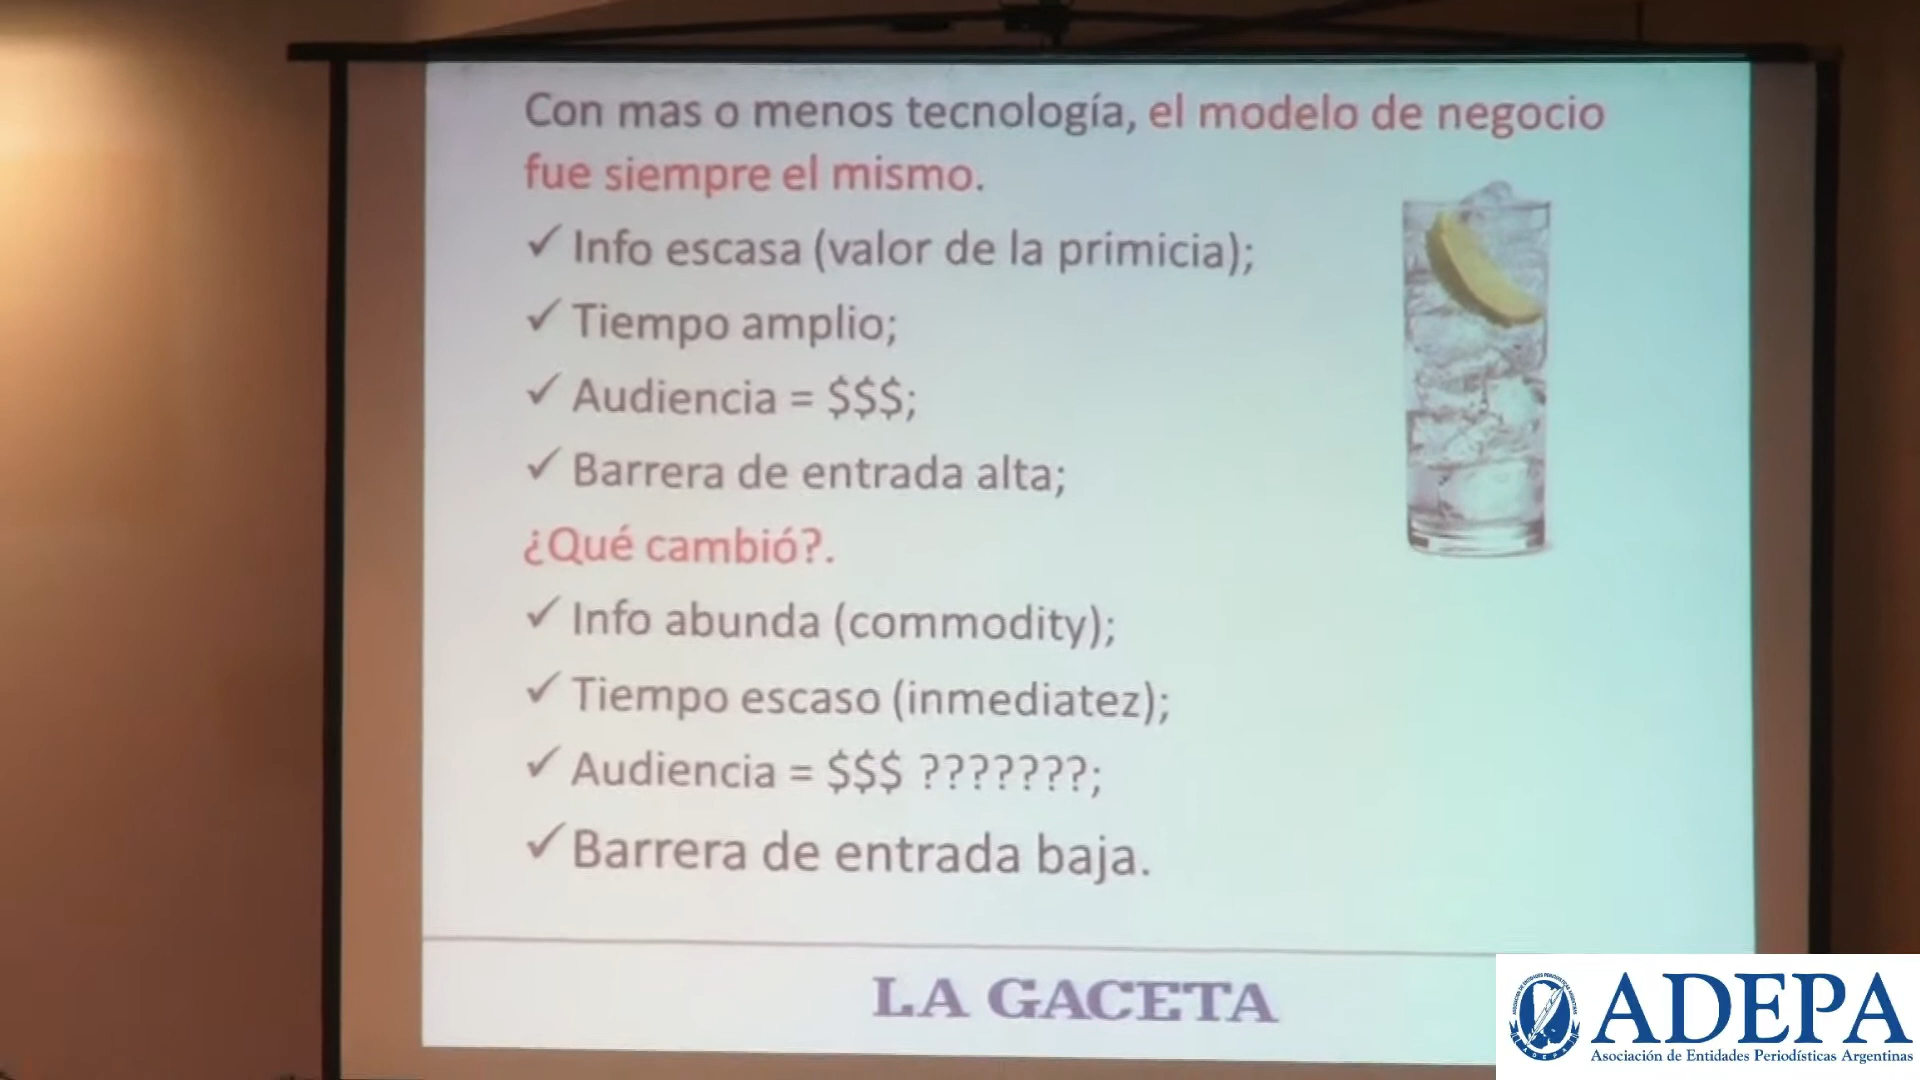 Con mas o menos tecnología, el modelo de negocio
fue siempre el mismo.
✓ Info escasa (valor de la primicia);
✓ Tiempo amplio;
✓ Audiencia = $$$;
✓ Barrera de entrada alta;
¿Qué cambió?.
✓ Info abunda (commodity);
✓ Tiempo escaso (inmediatez);
✓ Audiencia = $$$ ???????;
✓ Barrera de entrada baja.
LA GACETA
ADEPA
Asociación de Entidades Periodísticas Argentinas